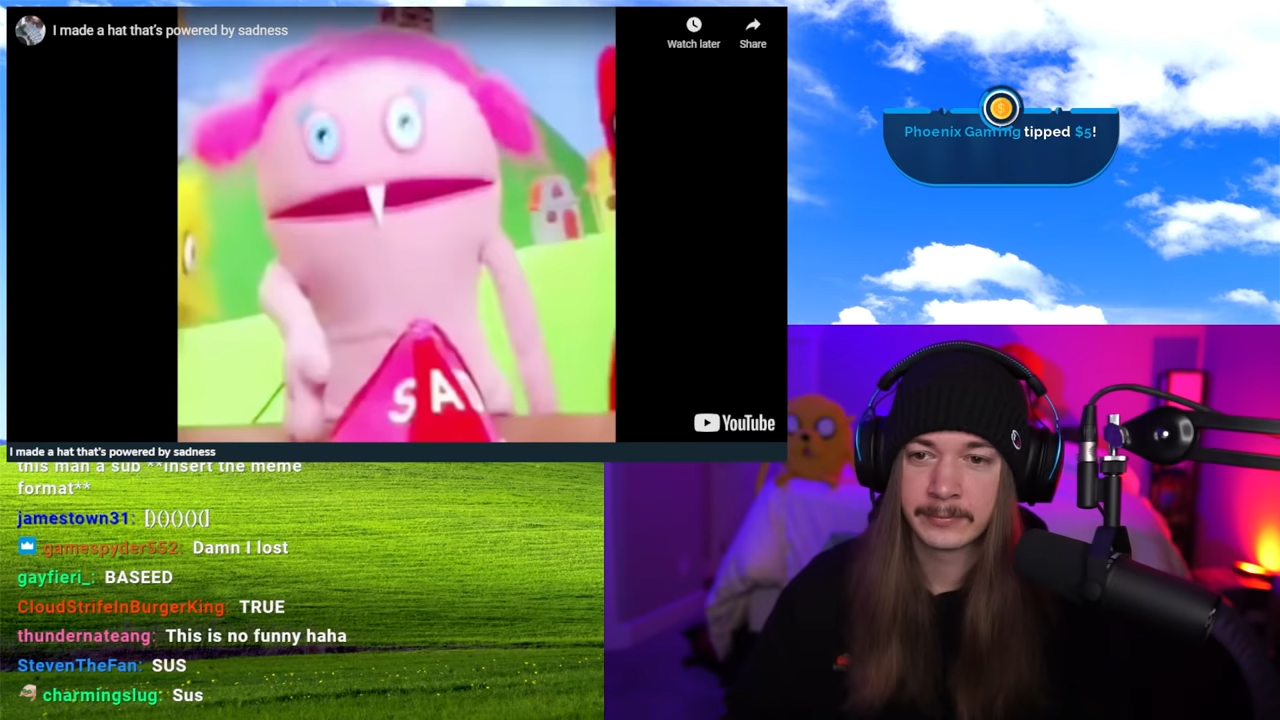 I made a hat that's powered by sadness
Watch later
Share
Phoenix Gaming tipped $5!
YouTube
I made a hat that's powered by sadness
this man a sub **insert the meme
format**
jamestown31: [)()()()(]
gamespyder552: Damn I lost
gayfieri_: BASEED
CloudStrifeInBurgerKing: TRUE
thundernateang: This is no funny haha
StevenTheFan: SUS
charmingslug: Sus